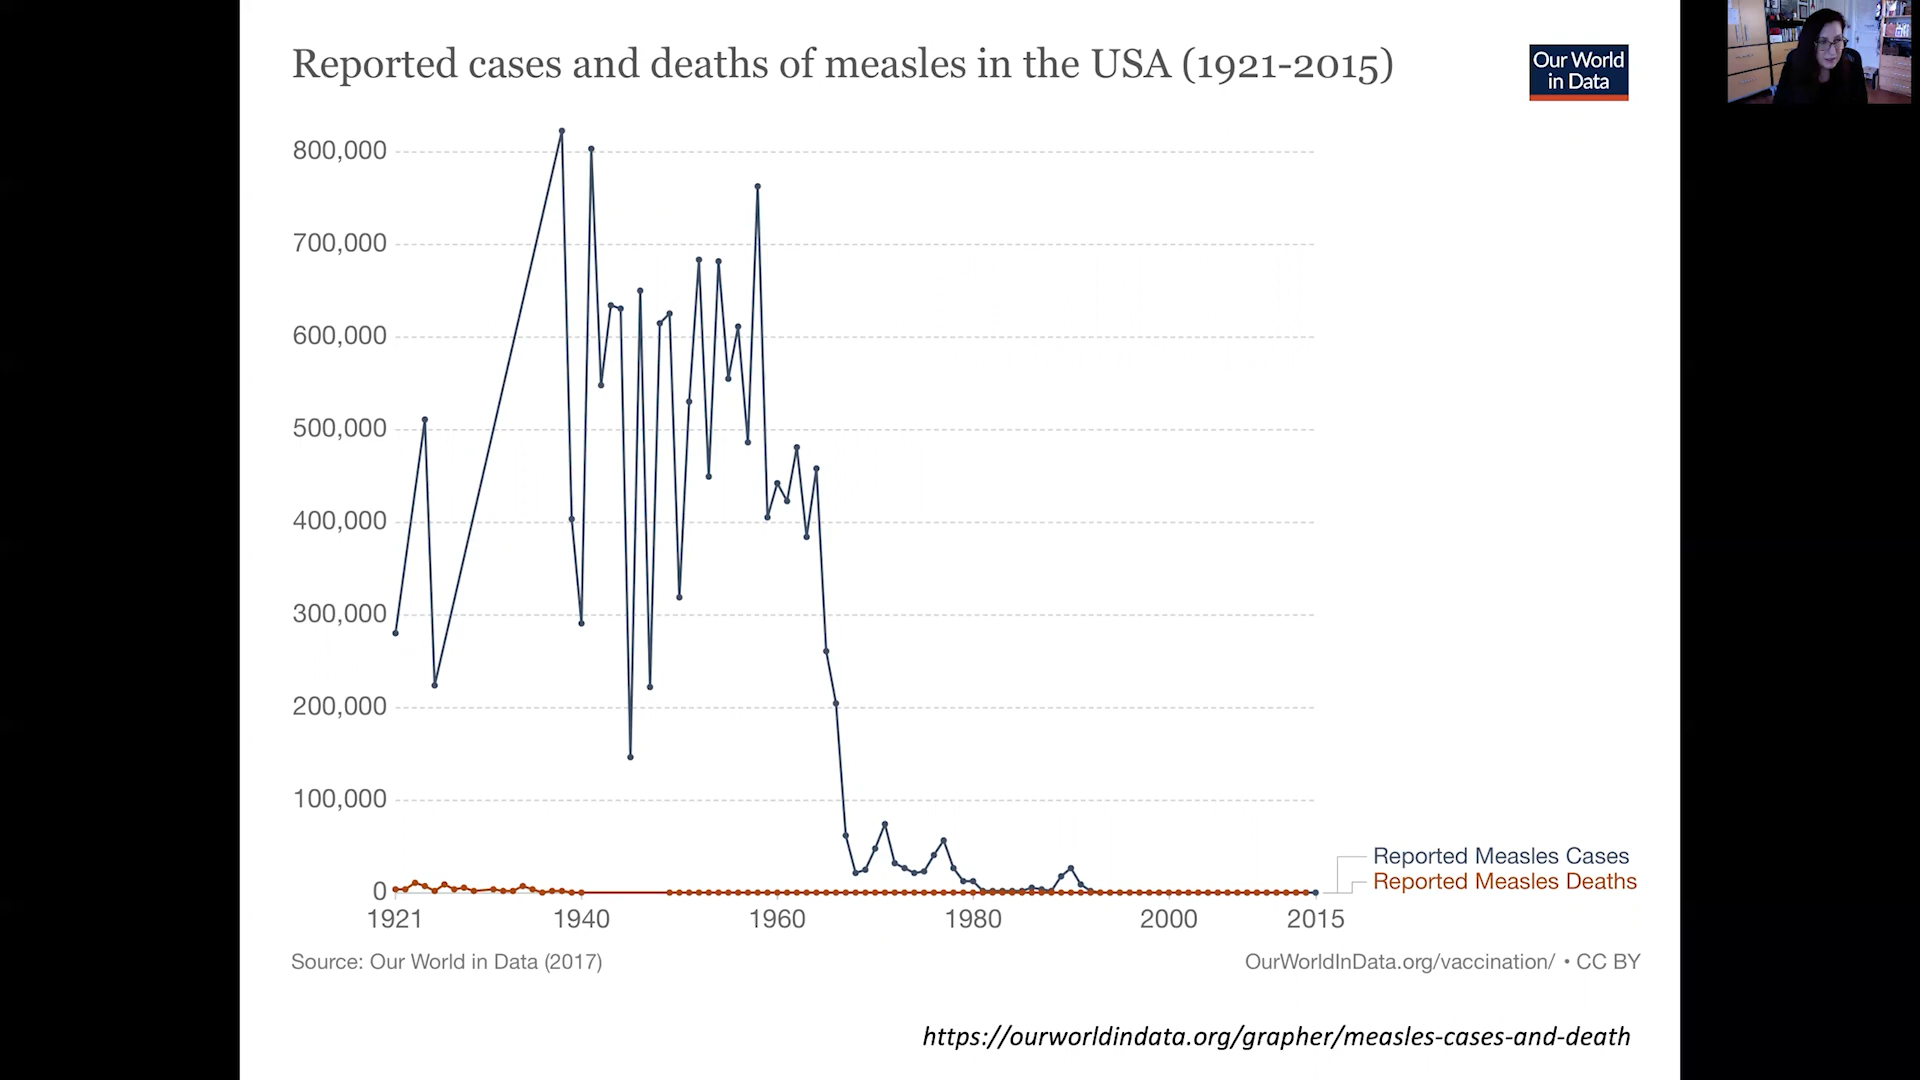 Reported cases and deaths of measles in the USA (1921-2015)
Our World
in Data
800,000
700,000
600,000
500,000
400,000
300,000
200,000
100,000
0
1921
1940
1960
1980
2000
2015
Reported Measles Cases
Reported Measles Deaths
Source: Our World in Data (2017)
OurWorldInData.org/vaccination/ • CC BY
https://ourworldindata.org/grapher/measles-cases-and-death